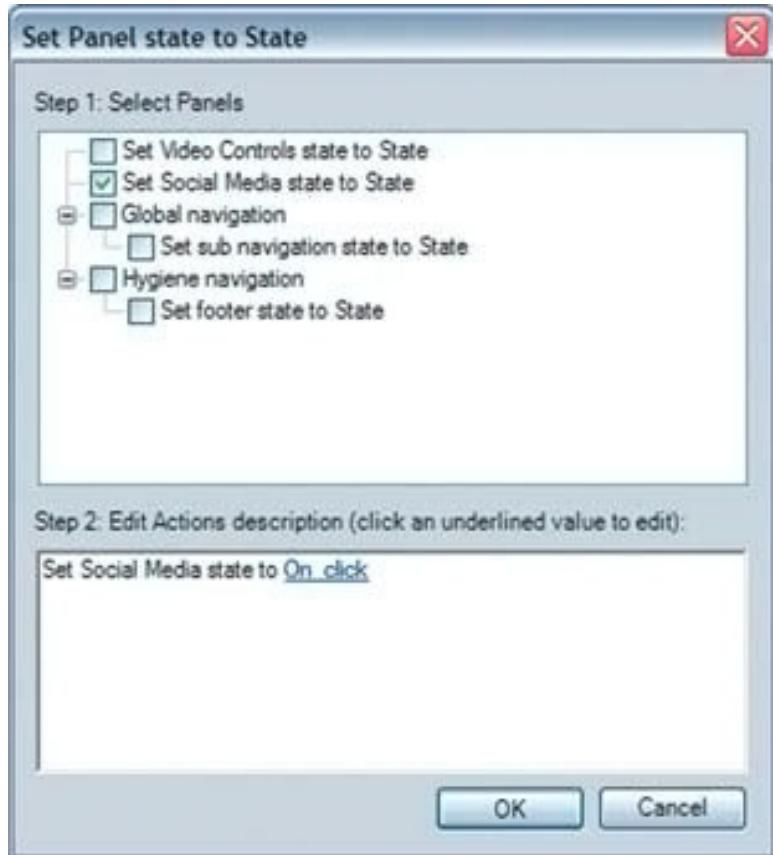 Set Panel state to State
Step 1: Select Panels
Set Video Controls state to State
Set Social Media state to State
Global navigation
Set sub navigation state to State
Hygiene navigation
Set footer state to State
Step 2: Edit Actions description (click an underlined value to edit):
Set Social Media state to On_click
OK
Cancel